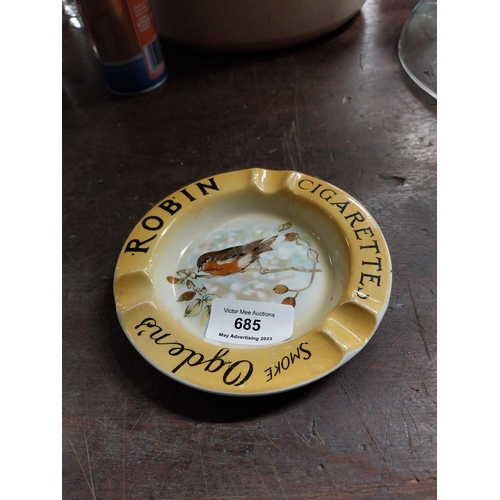 SMOKE Ogden's
ROBIN
CIGARETTES
Victor Mee Auctions
685
May Advertising 2023